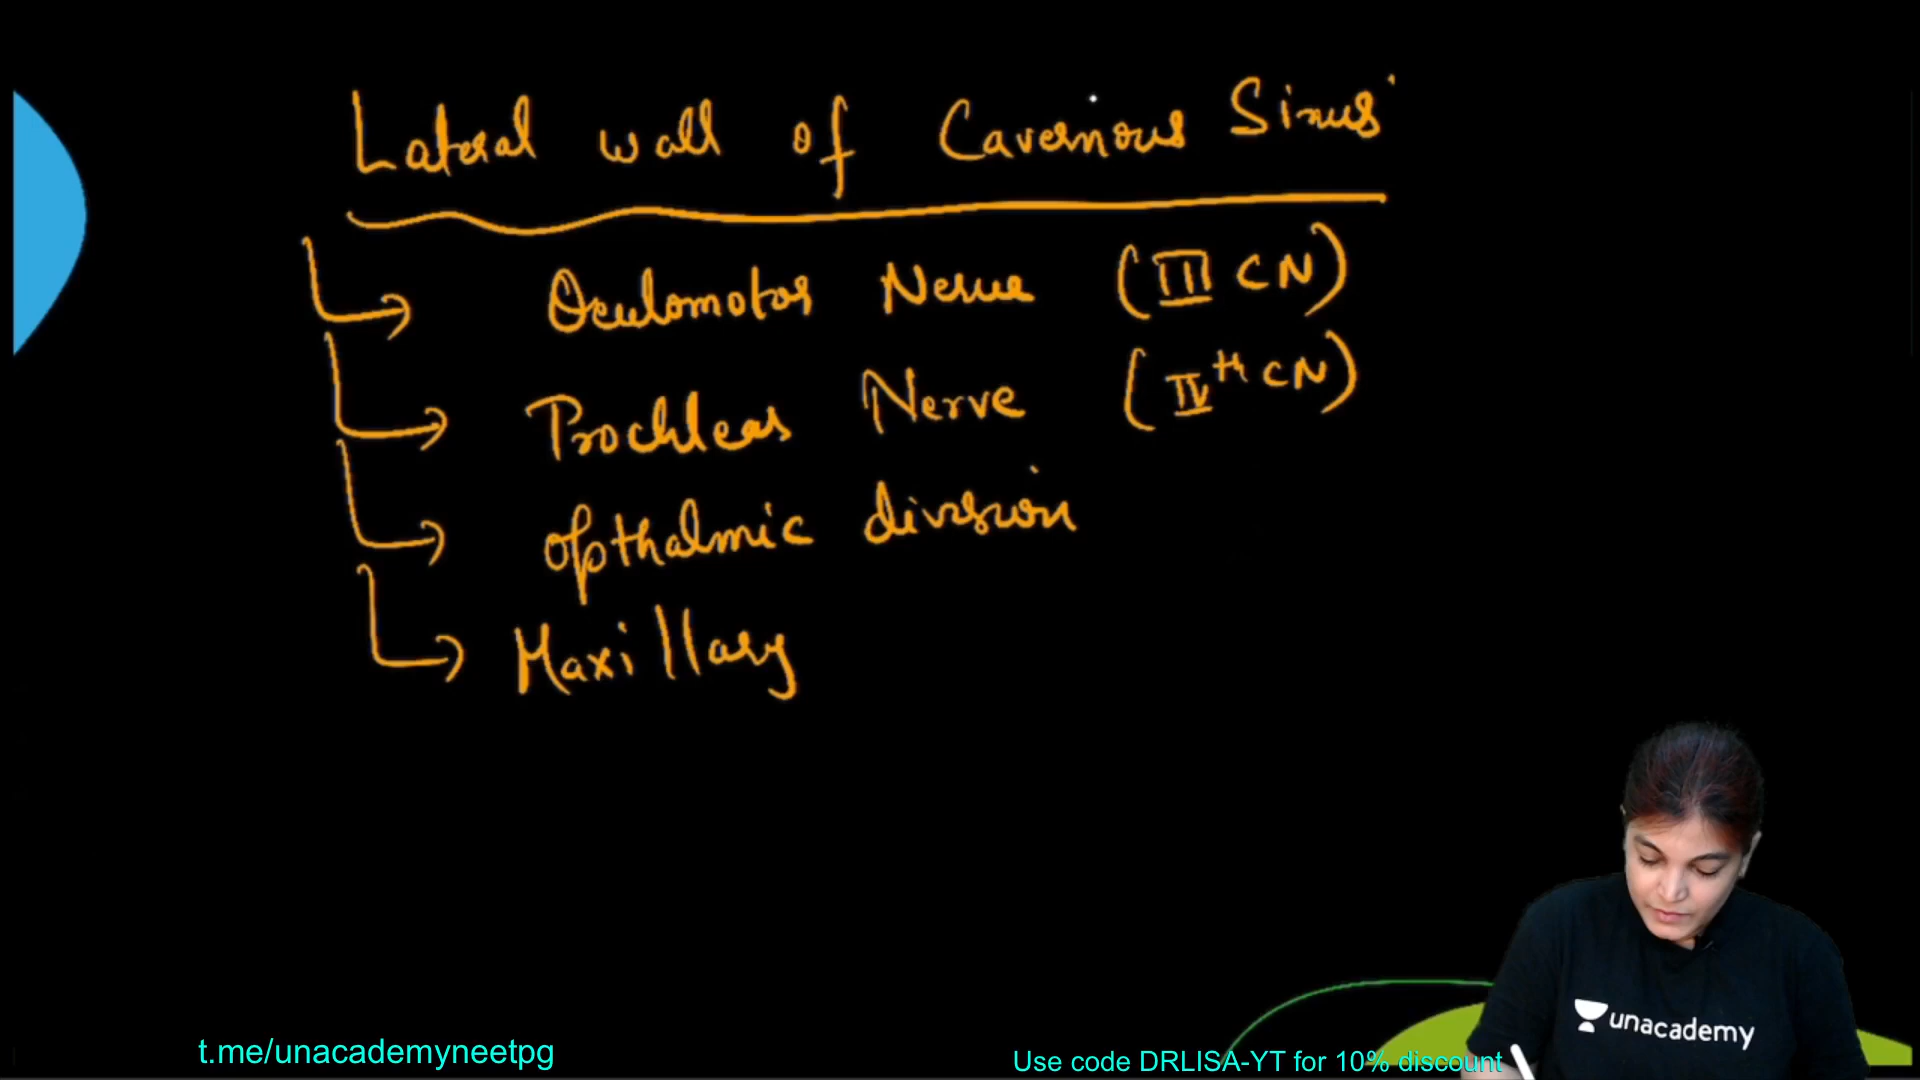 Lateral wall of Cavernous Sinus
Oculomotor Nerve (III CN)
Trochlear Nerve (IVth CN)
Opthalmic division
Maxillary
unacademy
t.me/unacademyneetpg
Use code DRLISA-YT for 10% discount